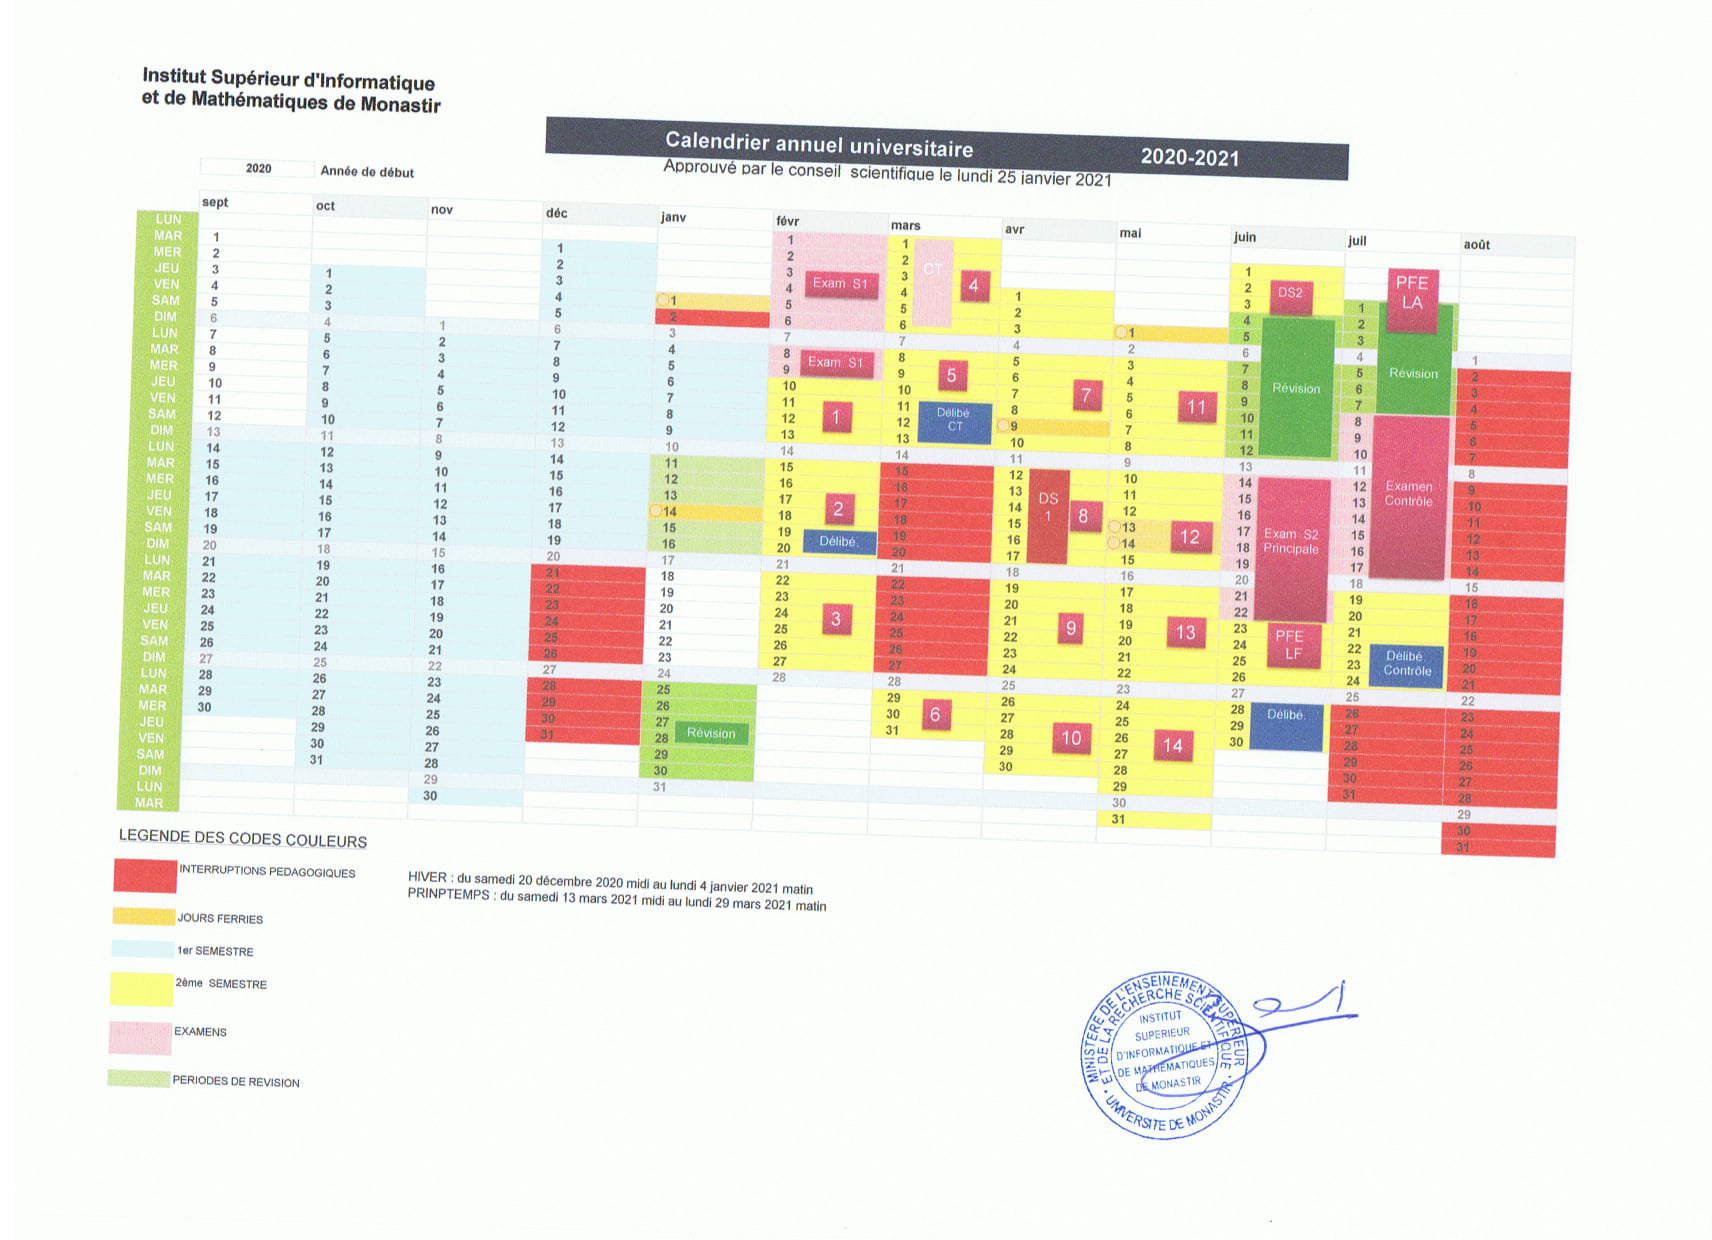 Institut Supérieur d'Informatique
et de Mathématiques de Monastir
Calendrier annuel universitaire 2020-2021
Approuvé par le conseil scientifique le lundi 25 janvier 2021
2020 Année de début
sept oct nov déc janv févr mars avr mai juin juil août
LUN
MAR
MER
JEU
VEN
SAM
DIM
LUN
MAR
MER
JEU
VEN
SAM
DIM
LUN
MAR
MER
JEU
VEN
SAM
DIM
LUN
MAR
MER
JEU
VEN
SAM
DIM
LUN
MAR
MER
JEU
VEN
SAM
DIM
LUN
MAR
1 2 3 4 5 6 7 8 9 10 11 12 13 14 15 16 17 18 19 20 21 22 23 24 25 26 27 28 29 30
1 2 3 4 5 6 7 8 9 10 11 12 13 14 15 16 17 18 19 20 21 22 23 24 25 26 27 28 29 30 31
1 2 3 4 5 6 7 8 9 10 11 12 13 14 15 16 17 18 19 20 21 22 23 24 25 26 27 28 29 30
1 2 3 4 5 6 7 8 9 10 11 12 13 14 15 16 17 18 19 20 21 22 23 24 25 26 27 28 29 30 31
1 2 3 4 5 6 7 8 9 10 11 12 13 14 15 16 17 18 19 20 21 22 23 24 25 26 27 28 29 30 31
Révision
1 2 3 4 5 6 7 8 9 10 11 12 13 14 15 16 17 18 19 20 21 22 23 24 25 26 27 28
Exam S1
Exam S1
1
2
Délibé.
3
1 2 3 4 5 6 7 8 9 10 11 12 13 14 15 16 17 18 19 20 21 22 23 24 25 26 27 28 29 30 31
CT
4
5
Délibé
CT
6
1 2 3 4 5 6 7 8 9 10 11 12 13 14 15 16 17 18 19 20 21 22 23 24 25 26 27 28 29 30
7
DS
1
8
9
10
1 2 3 4 5 6 7 8 9 10 11 12 13 14 15 16 17 18 19 20 21 22 23 24 25 26 27 28 29 30 31
11
12
13
14
1 2 3 4 5 6 7 8 9 10 11 12 13 14 15 16 17 18 19 20 21 22 23 24 25 26 27 28 29 30
DS2
Révision
Exam S2
Principale
PFE
LF
Délibé.
1 2 3 4 5 6 7 8 9 10 11 12 13 14 15 16 17 18 19 20 21 22 23 24 25 26 27 28 29 30 31
PFE
LA
Révision
Examen
Contrôle
Délibé.
Contrôle
1 2 3 4 5 6 7 8 9 10 11 12 13 14 15 16 17 18 19 20 21 22 23 24 25 26 27 28 29 30 31
LEGENDE DES CODES COULEURS
INTERRUPTIONS PEDAGOGIQUES
HIVER : du samedi 20 décembre 2020 midi au lundi 4 janvier 2021 matin
PRINPTEMPS : du samedi 13 mars 2021 midi au lundi 29 mars 2021 matin
JOURS FERRIES
1er SEMESTRE
2ème SEMESTRE
EXAMENS
PERIODES DE REVISION
MINISTERE DE L'ENSEINEMENT SUPERIEUR
ET DE LA RECHERCHE SCIENTIFIQUE
INSTITUT
SUPERIEUR
D'INFORMATIQUE ET
DE MATHEMATIQUES
DE MONASTIR
UNIVERSITE DE MONASTIR